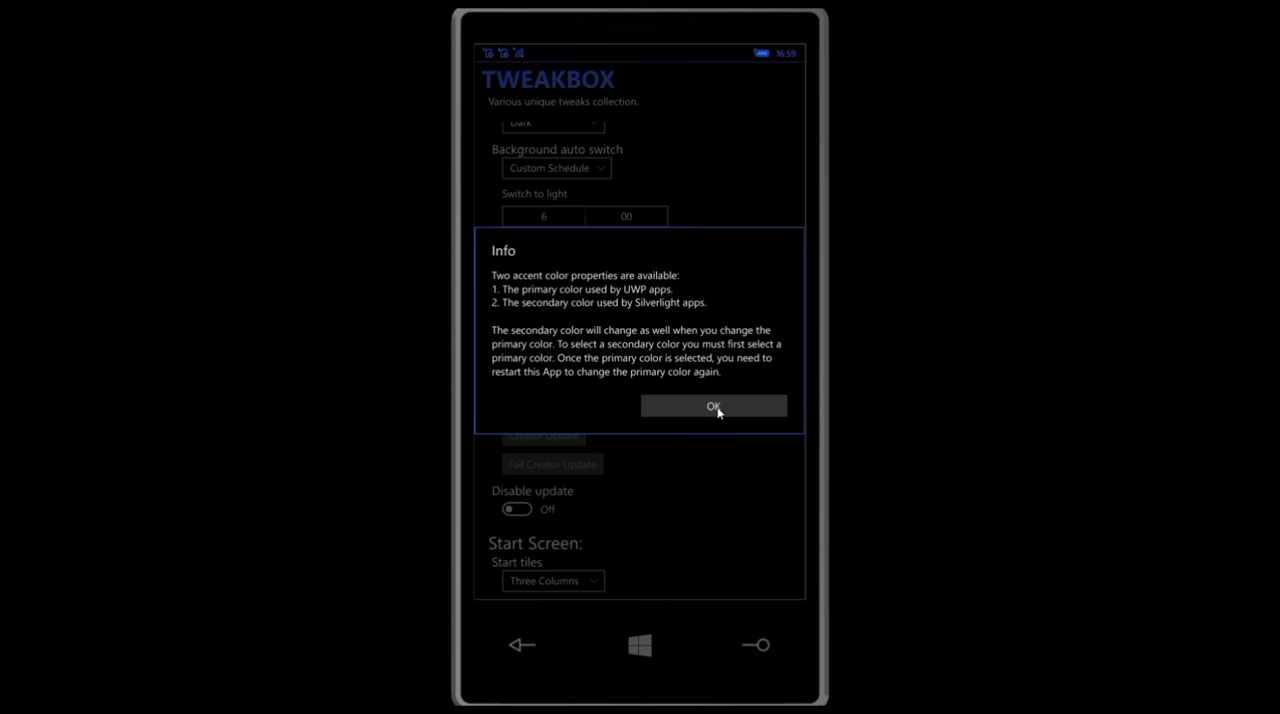 16:59
TWEAKBOX
Various unique tweaks collection.
Dark
Background auto switch
Custom Schedule
Switch to light
6 00
Info
Two accent color properties are available:
1. The primary color used by UWP apps.
2. The secondary color used by Silverlight apps.
The secondary color will change as well when you change the
primary color. To select a secondary color you must first select a
primary color. Once the primary color is selected, you need to
restart this App to change the primary color again.
OK
Creator Update
Fall Creator Update
Disable update
Off
Start Screen:
Start tiles
Three Columns